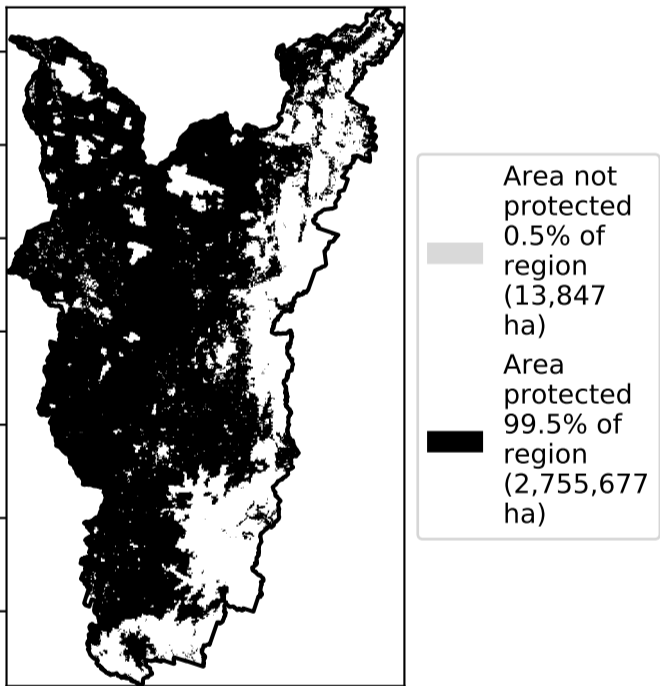 Area not
protected
0.5% of
region
(13,847
ha)
Area
protected
99.5% of
region
(2,755,677
ha)